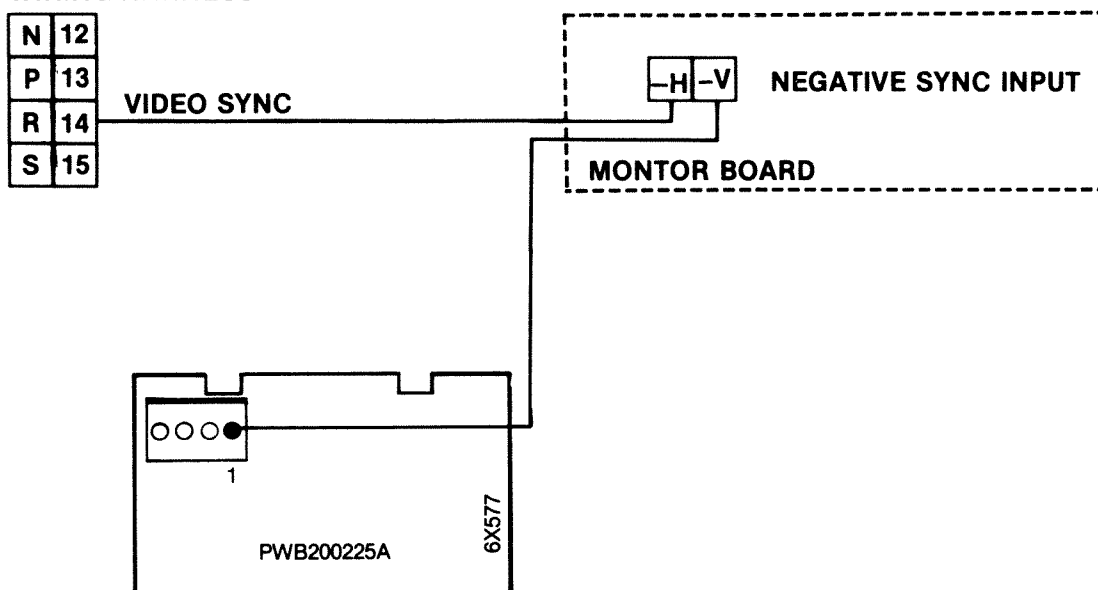 N 12
P 13
R 14
S 15
VIDEO SYNC
-H -V
NEGATIVE SYNC INPUT
MONTOR BOARD
1
PWB200225A
6X577